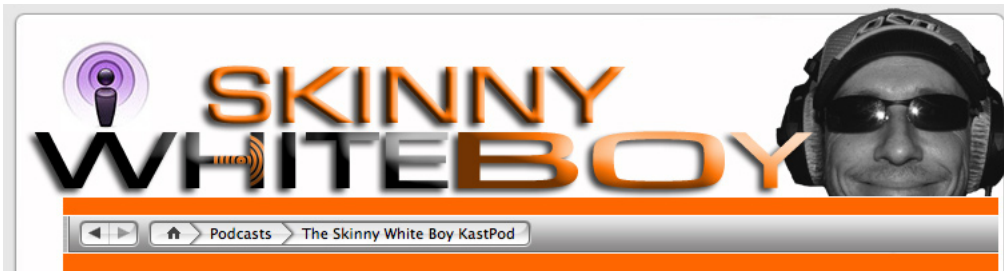 SKINNY
WHITEBOY
Podcasts
The Skinny White Boy KastPod